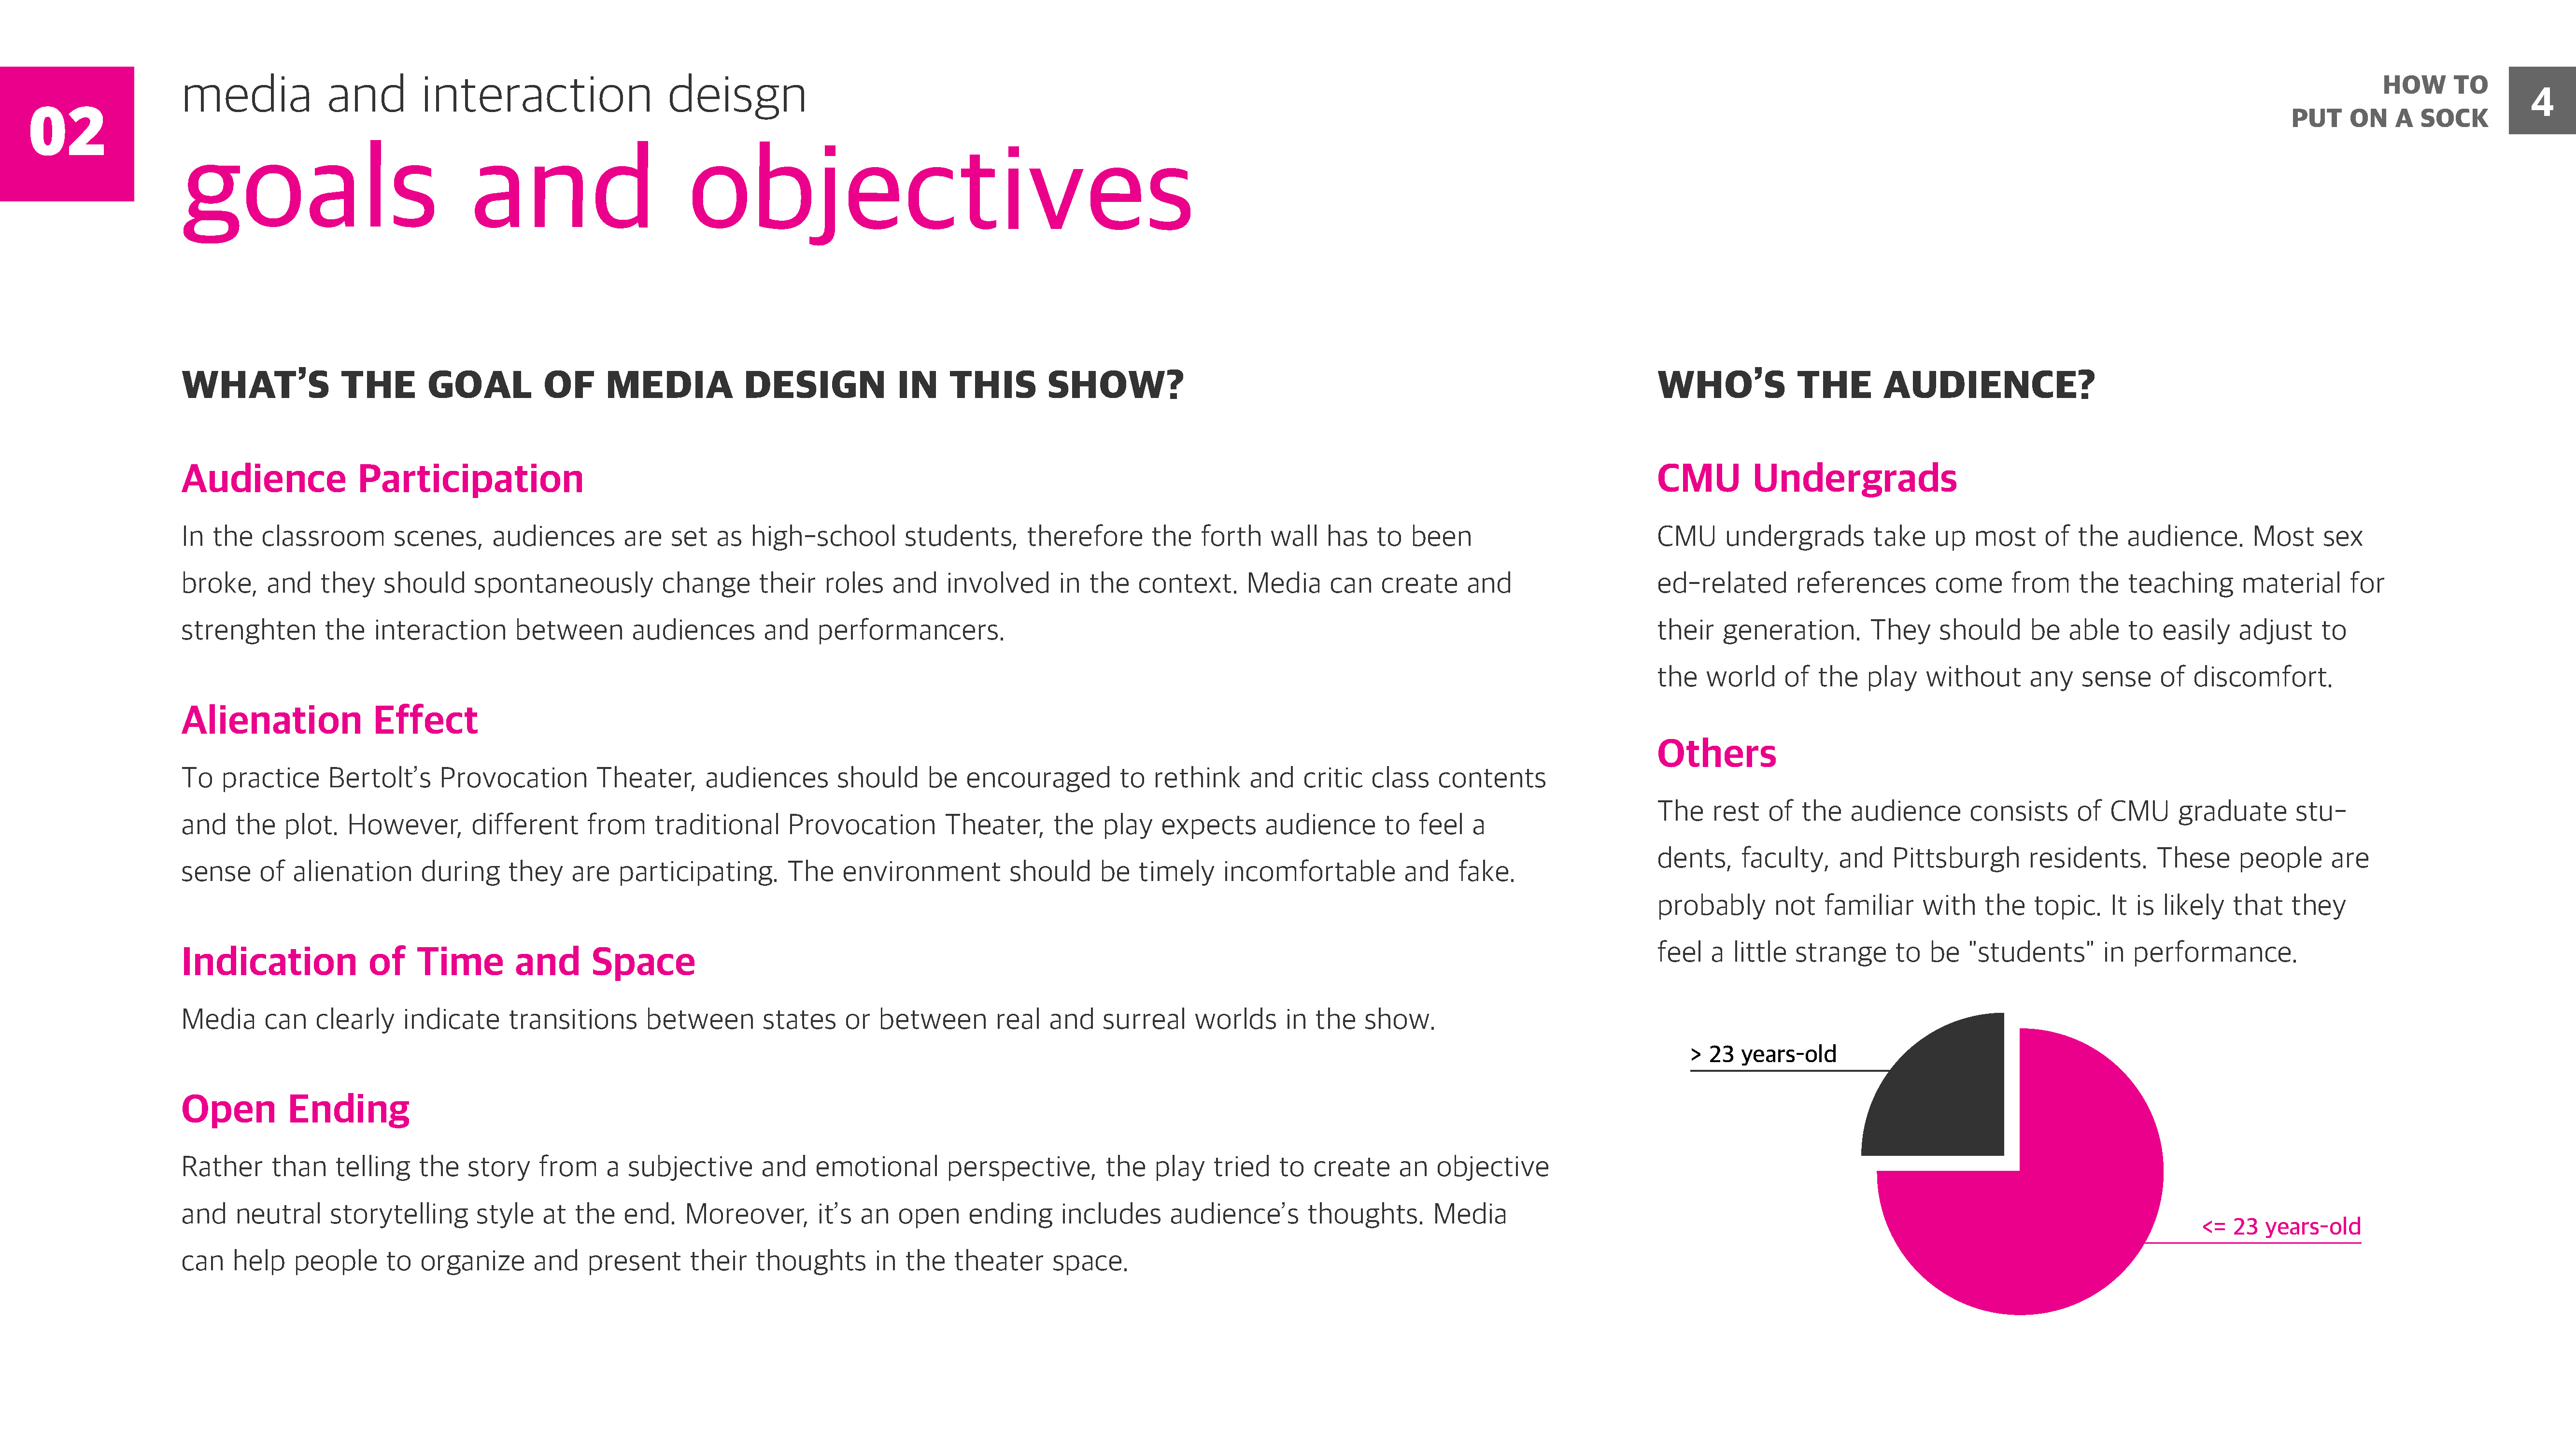 02
media and interaction deisgn
goals and objectives
HOW TO
PUT ON A SOCK
4
WHAT’S THE GOAL OF MEDIA DESIGN IN THIS SHOW?
Audience Participation
In the classroom scenes, audiences are set as high-school students, therefore the forth wall has to been
broke, and they should spontaneously change their roles and involved in the context. Media can create and
strenghten the interaction between audiences and performancers.
Alienation Effect
To practice Bertolt’s Provocation Theater, audiences should be encouraged to rethink and critic class contents
and the plot. However, different from traditional Provocation Theater, the play expects audience to feel a
sense of alienation during they are participating. The environment should be timely incomfortable and fake.
Indication of Time and Space
Media can clearly indicate transitions between states or between real and surreal worlds in the show.
Open Ending
Rather than telling the story from a subjective and emotional perspective, the play tried to create an objective
and neutral storytelling style at the end. Moreover, it’s an open ending includes audience’s thoughts. Media
can help people to organize and present their thoughts in the theater space.
WHO’S THE AUDIENCE?
CMU Undergrads
CMU undergrads take up most of the audience. Most sex
ed-related references come from the teaching material for
their generation. They should be able to easily adjust to
the world of the play without any sense of discomfort.
Others
The rest of the audience consists of CMU graduate stu-
dents, faculty, and Pittsburgh residents. These people are
probably not familiar with the topic. It is likely that they
feel a little strange to be "students" in performance.
> 23 years-old
<= 23 years-old